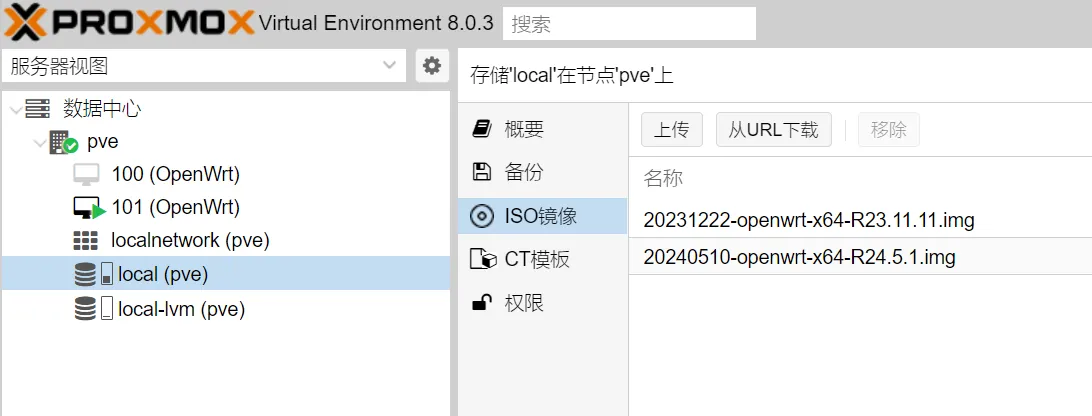 PROXMOX Virtual Environment 8.0.3 搜索
服务器视图
数据中心
pve
100 (OpenWrt)
101 (OpenWrt)
localnetwork (pve)
local (pve)
local-lvm (pve)
存储'local'在节点'pve'上
概要
备份
ISO镜像
CT模板
权限
上传 从URL下载 移除
名称
20231222-openwrt-x64-R23.11.11.img
20240510-openwrt-x64-R24.5.1.img